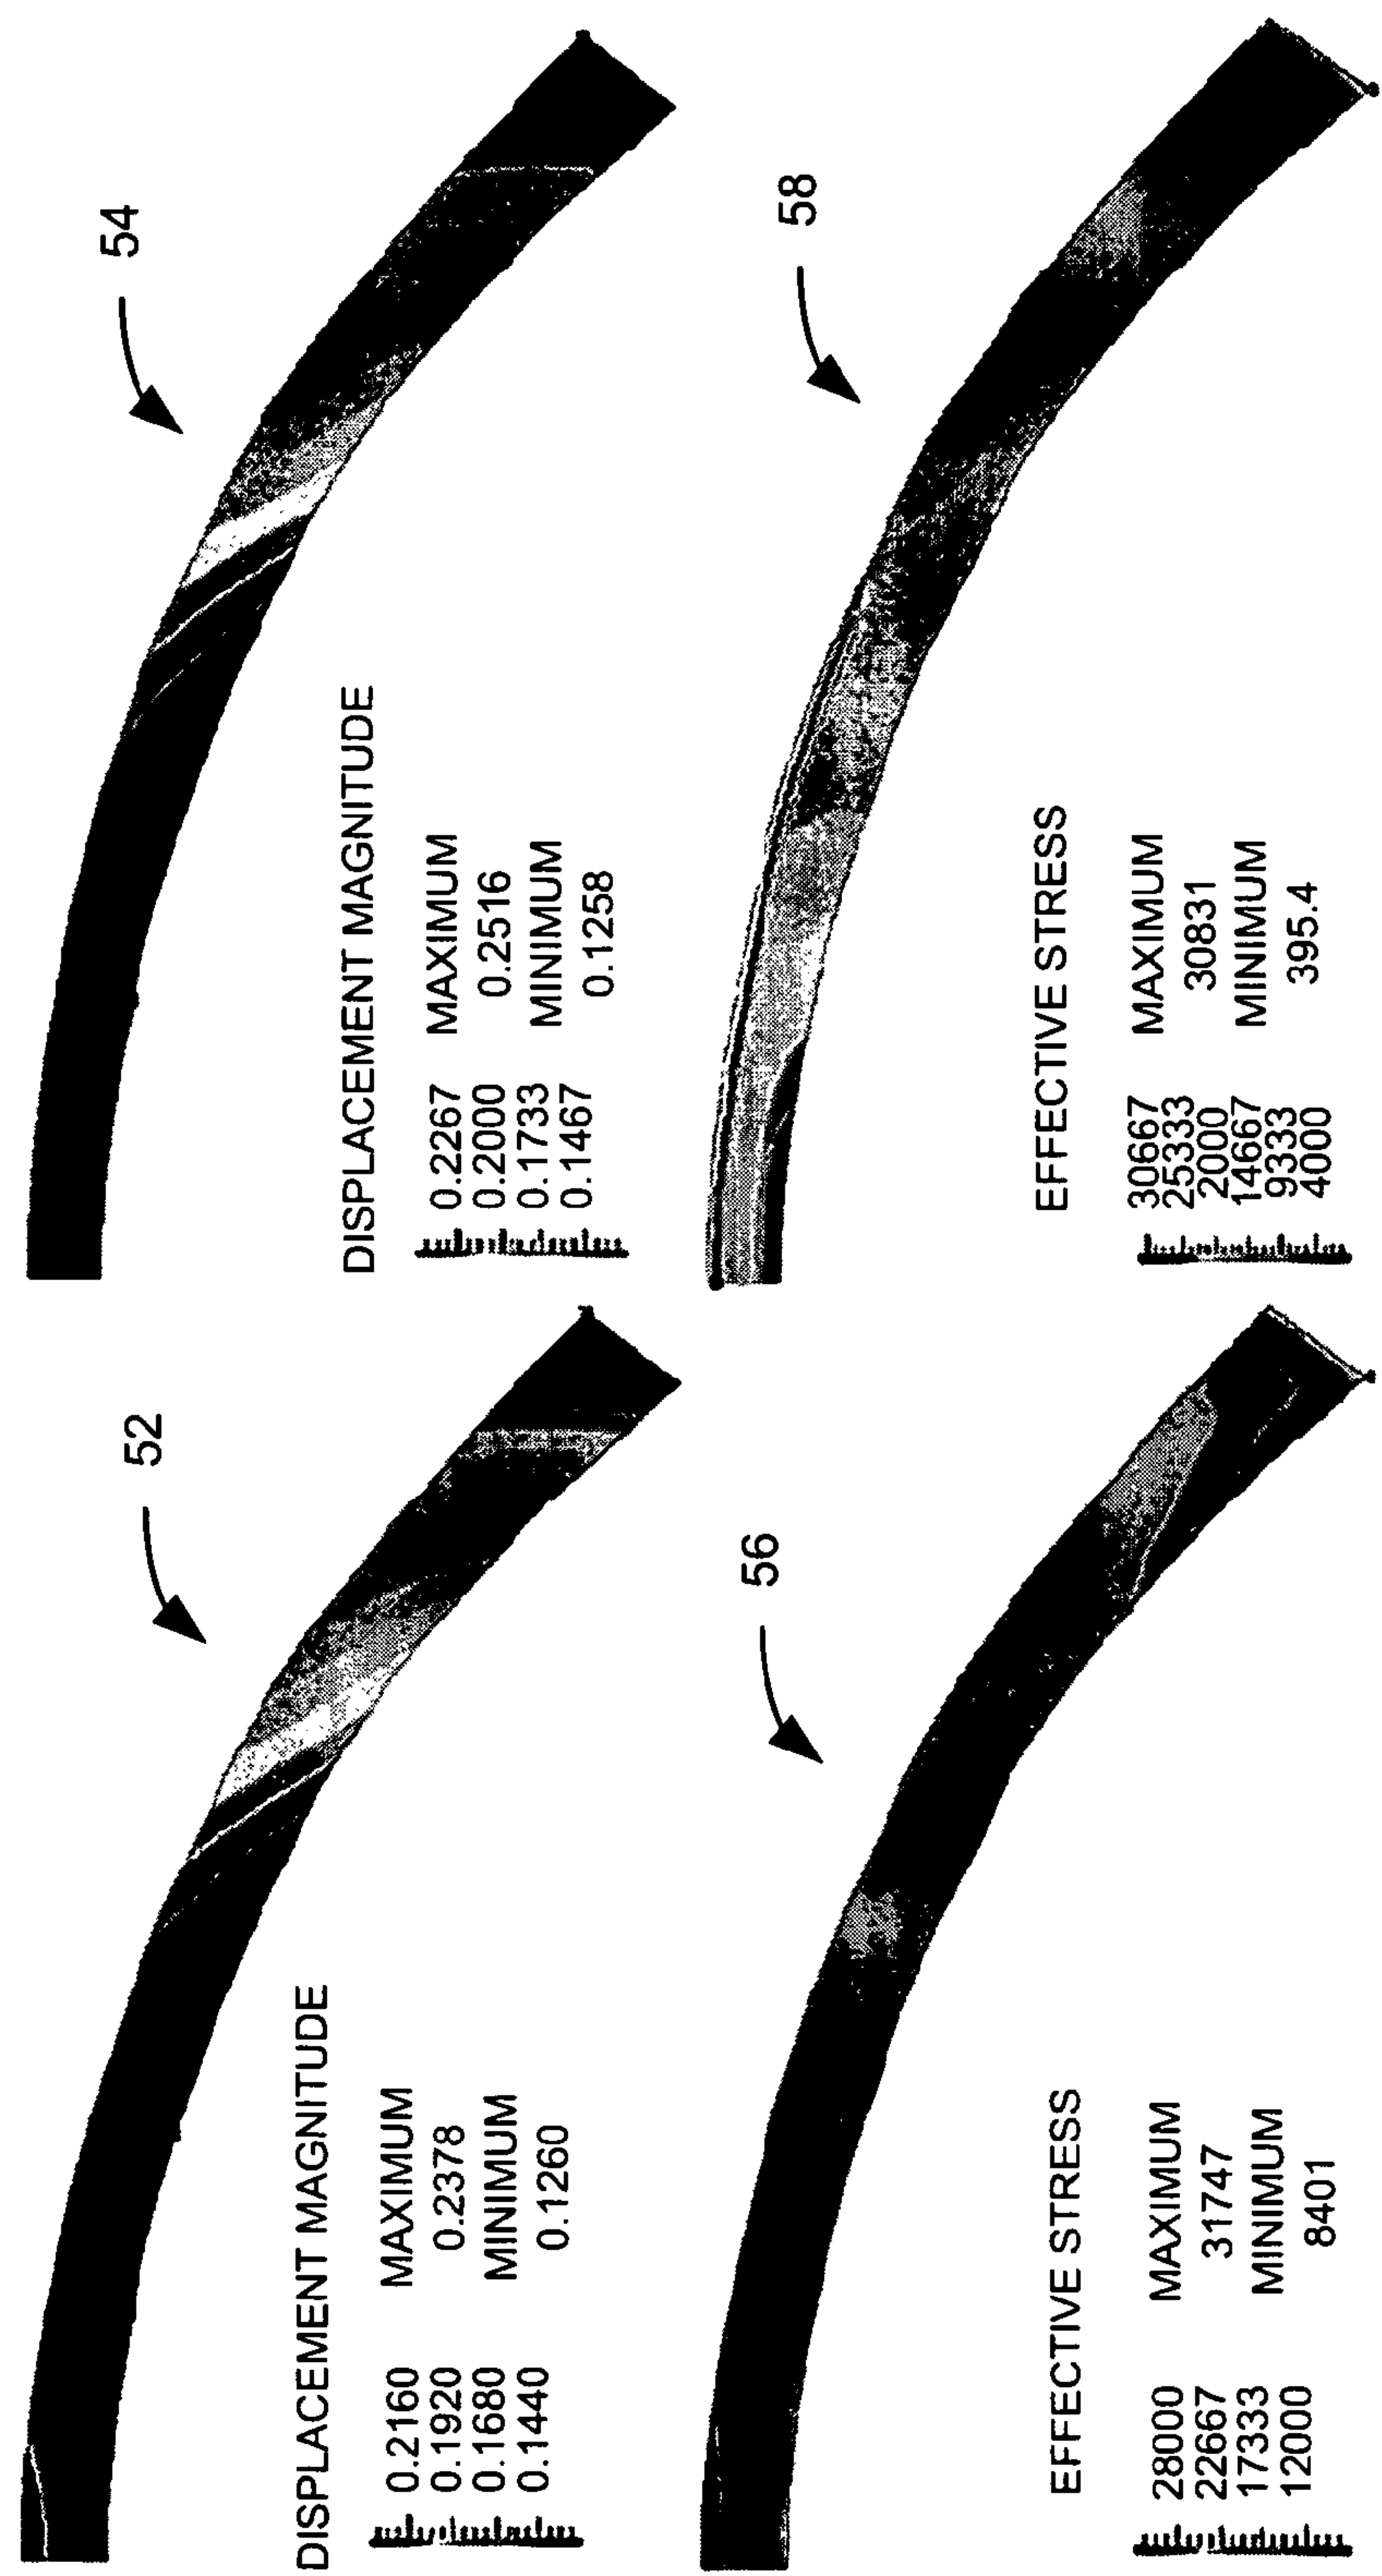 52
DISPLACEMENT MAGNITUDE
0.2160
0.1920
0.1680
0.1440
MAXIMUM
0.2378
MINIMUM
0.1260
54
DISPLACEMENT MAGNITUDE
0.2267
0.2000
0.1733
0.1467
MAXIMUM
0.2516
MINIMUM
0.1258
56
EFFECTIVE STRESS
28000
22667
17333
12000
MAXIMUM
31747
MINIMUM
8401
58
EFFECTIVE STRESS
30667
25333
2000
14667
9333
4000
MAXIMUM
30831
MINIMUM
395.4